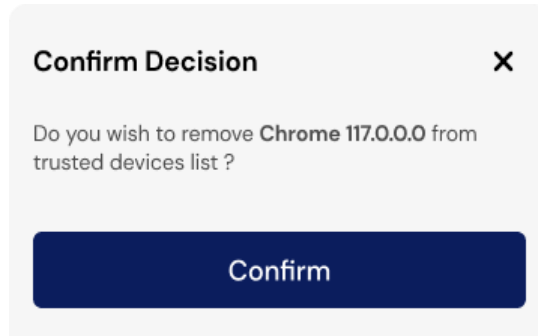 Confirm Decision
Do you wish to remove Chrome 117.0.0.0 from
trusted devices list ?
Confirm